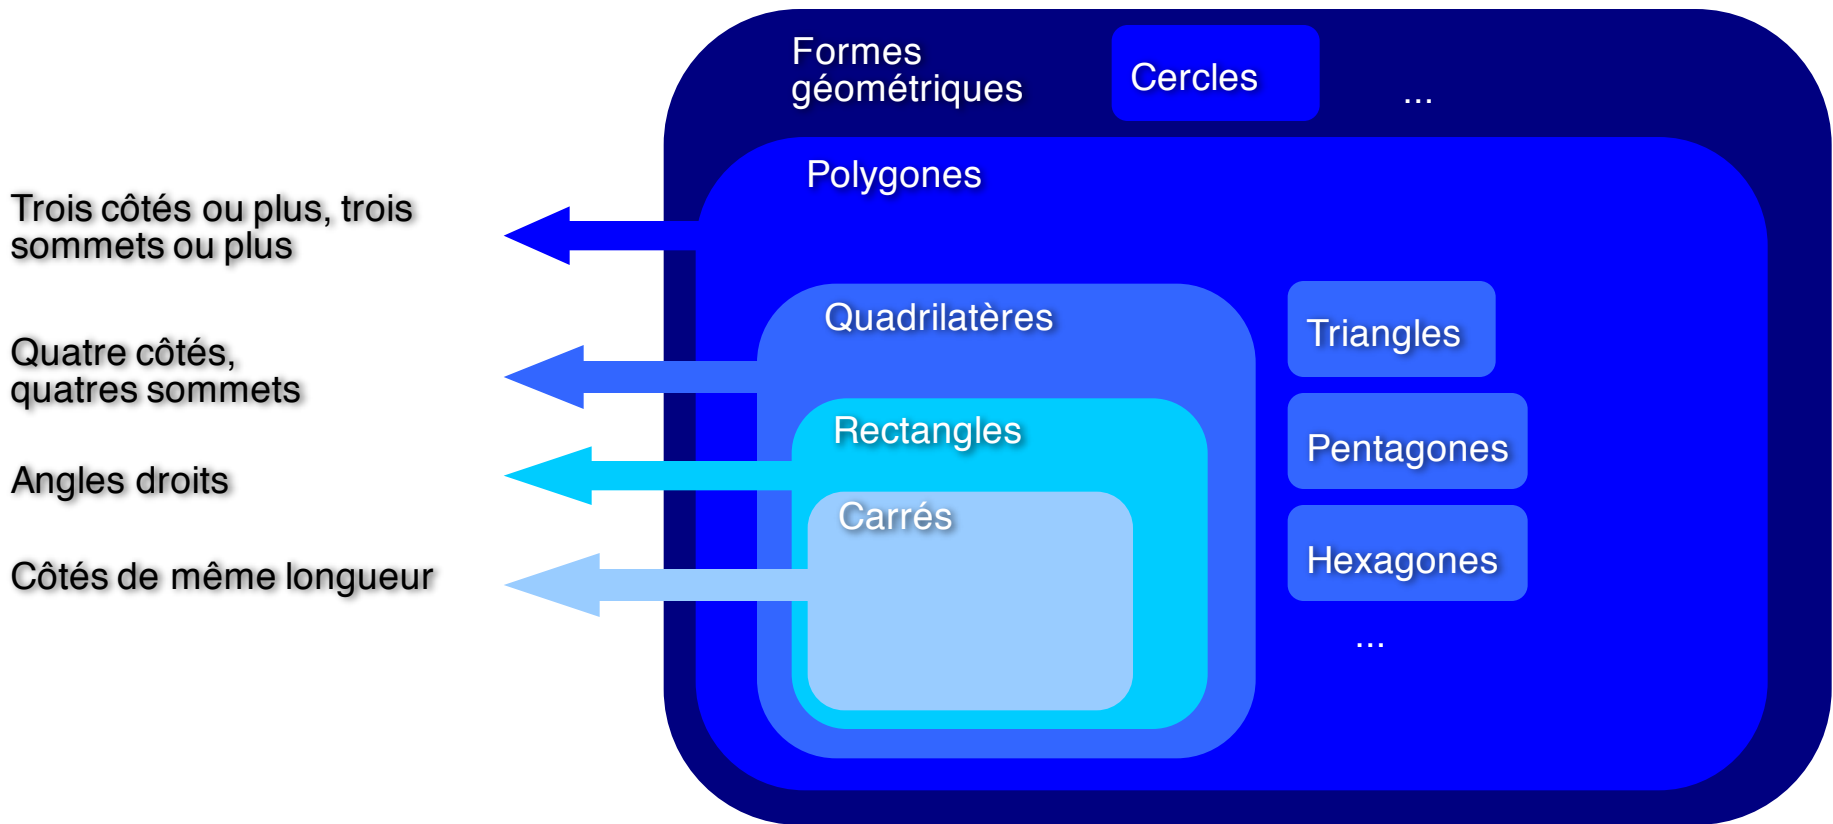 Formes
géométriques
Cercles
...
Polygones
Trois côtés ou plus, trois
sommets ou plus
Quadrilatères
Triangles
Quatre côtés,
quatres sommets
Rectangles
Pentagones
Angles droits
Carrés
Hexagones
Côtés de même longueur
...